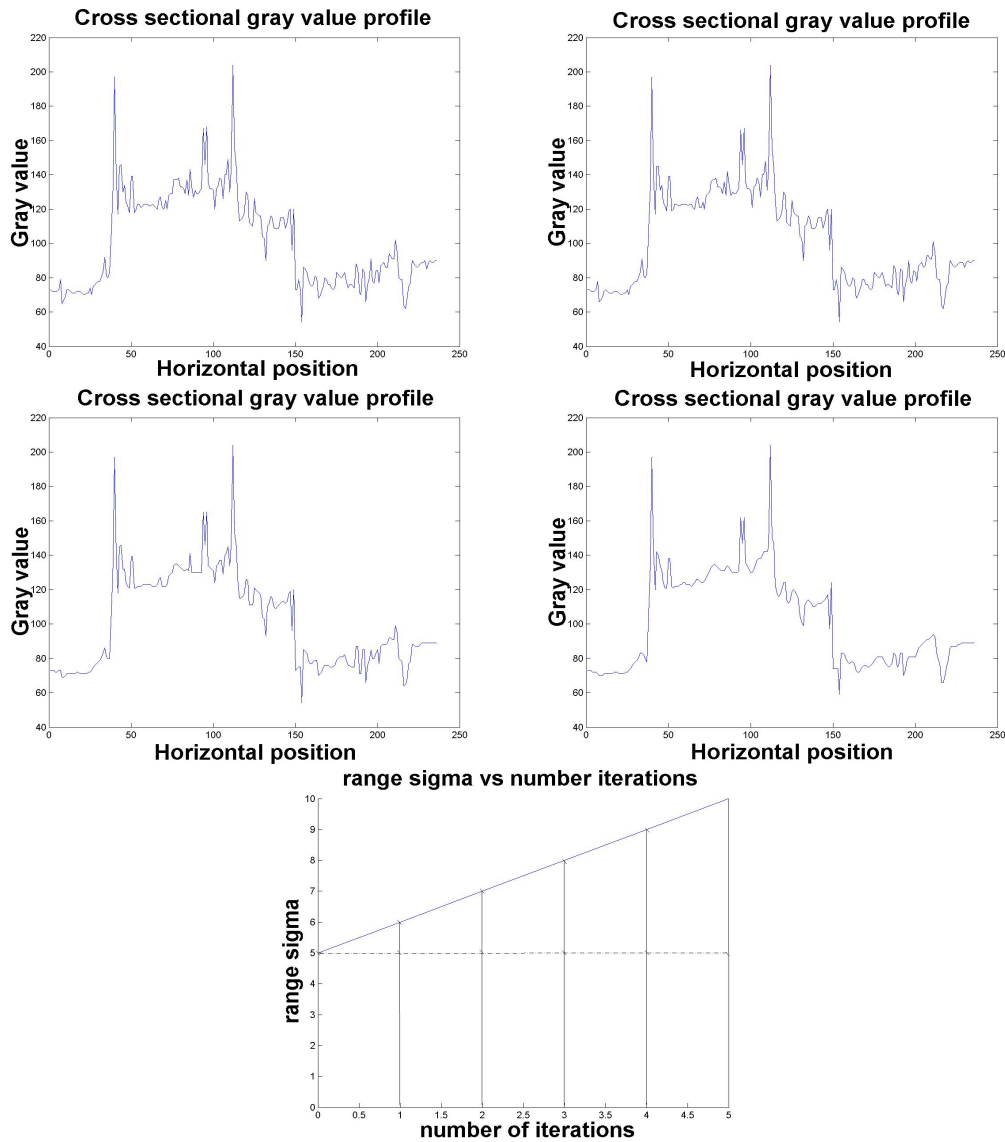 Cross sectional gray value profile
220
200
180
160
140
120
100
80
60
40
Gray value
0 50 100 150 200 250
Horizontal position
Cross sectional gray value profile
220
200
180
160
140
120
100
80
60
40
Gray value
0 50 100 150 200 250
Horizontal position
Cross sectional gray value profile
220
200
180
160
140
120
100
80
60
40
Gray value
0 50 100 150 200 250
Horizontal position
Cross sectional gray value profile
220
200
180
160
140
120
100
80
60
40
Gray value
0 50 100 150 200 250
Horizontal position
range sigma vs number iterations
10
9
8
7
6
5
4
3
2
1
0
range sigma
0 0.5 1 1.5 2 2.5 3 3.5 4 4.5 5
number of iterations